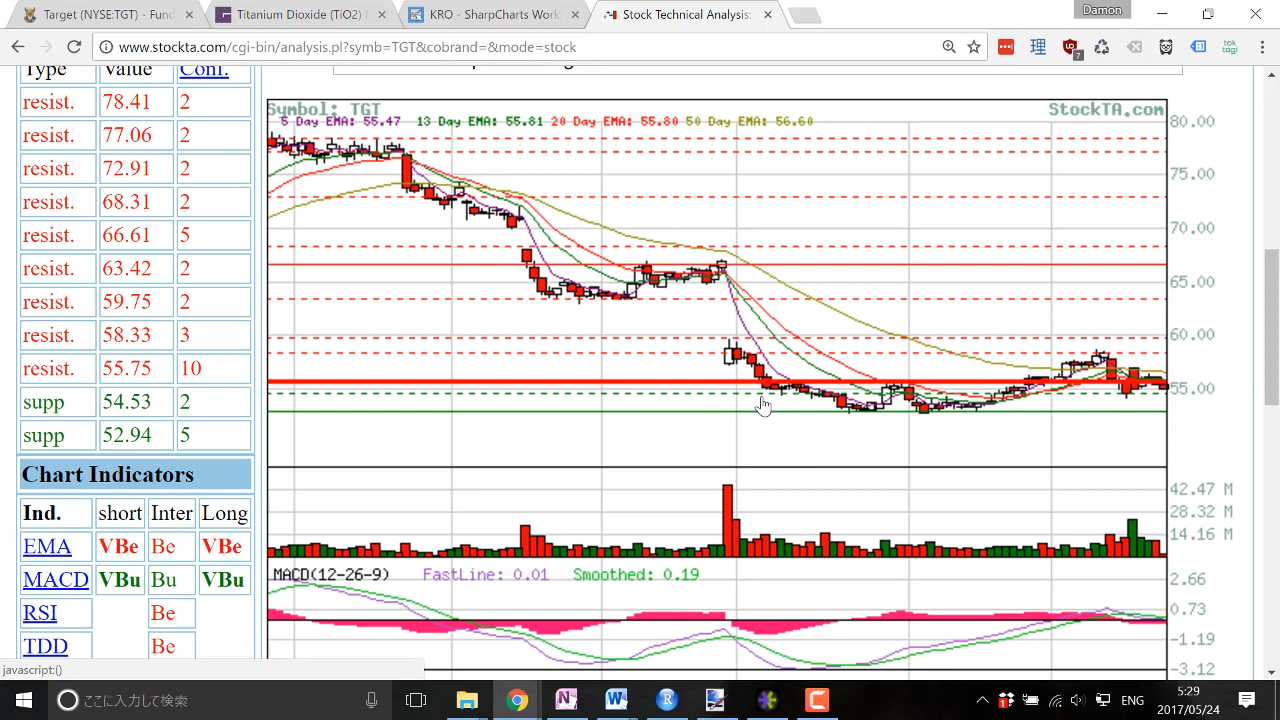 Target (NYSE:TGT) - Fund
Titanium Dioxide (TiO2)
KRO - SharpCharts Work
Stock Technical Analysis:
Damon
www.stockta.com/cgi-bin/analysis.pl?symb=TGT&cobrand=&mode=stock
Type Value Conf.
resist. 78.41 2
resist. 77.06 2
resist. 72.91 2
resist. 68.31 2
resist. 66.61 5
resist. 63.42 2
resist. 59.75 2
resist. 58.33 3
resist. 55.75 10
supp 54.53 2
supp 52.94 5
Chart Indicators
Ind. short Inter Long
EMA VBe Be VBe
MACD VBu Bu VBu
RSI Be
TDD Be
javascript:()
Symbol: TGT StockTA.com
5 Day EMA: 55.47 13 Day EMA: 55.81 20 Day EMA: 55.80 50 Day EMA: 56.60
80.00
75.00
70.00
65.00
60.00
55.00
42.47 M
28.32 M
14.16 M
MACD(12-26-9) FastLine: 0.01 Smoothed: 0.19
2.66
0.73
-1.19
-3.12
ここに入力して検索
ENG
5:29
2017/05/24